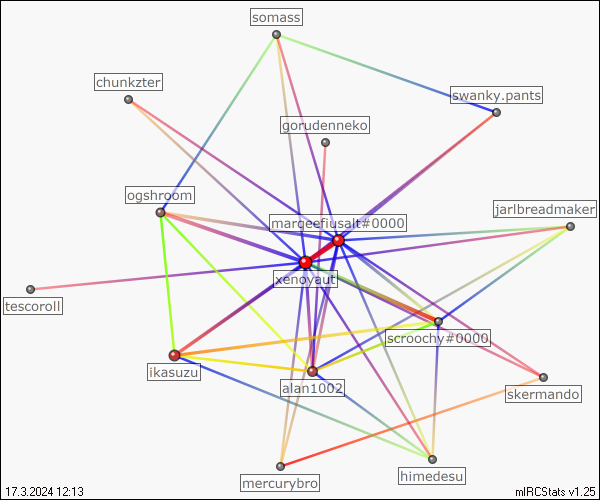 somass
chunkzter
swanky.pants
gorudenneko
ogshroom
jarlbreadmaker
marqeefiusalt#0000
xenoyaut
tescoroll
scroochy#0000
ikasuzu
alan1002
skermando
himedesu
mercurybro
17.3.2024 12:13
mIRCStats v1.25